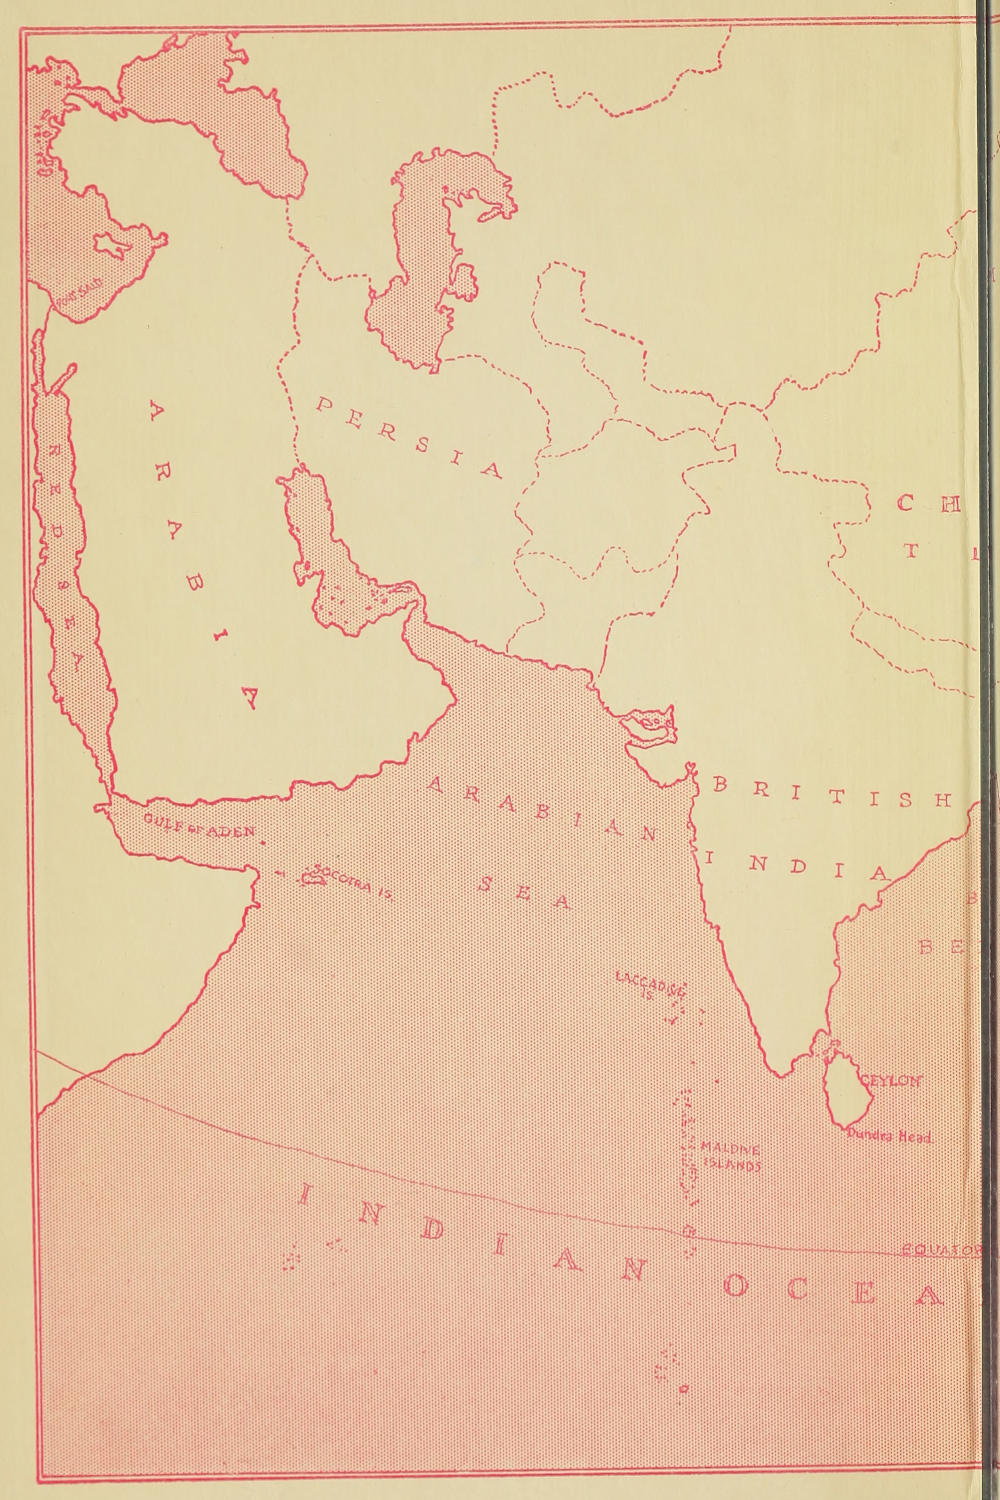 PORT SAID
PERSIA
ARABIA
RED SEA
CH
T
BRITISH
INDIA
ARABIAN
SEA
GULF OF ADEN
SOCOTRA IS.
B
BE
LACCADIVE
IS.
CEYLON
Dundra Head.
MALDIVE
ISLANDS
EQUATOR
INDIAN OCEA